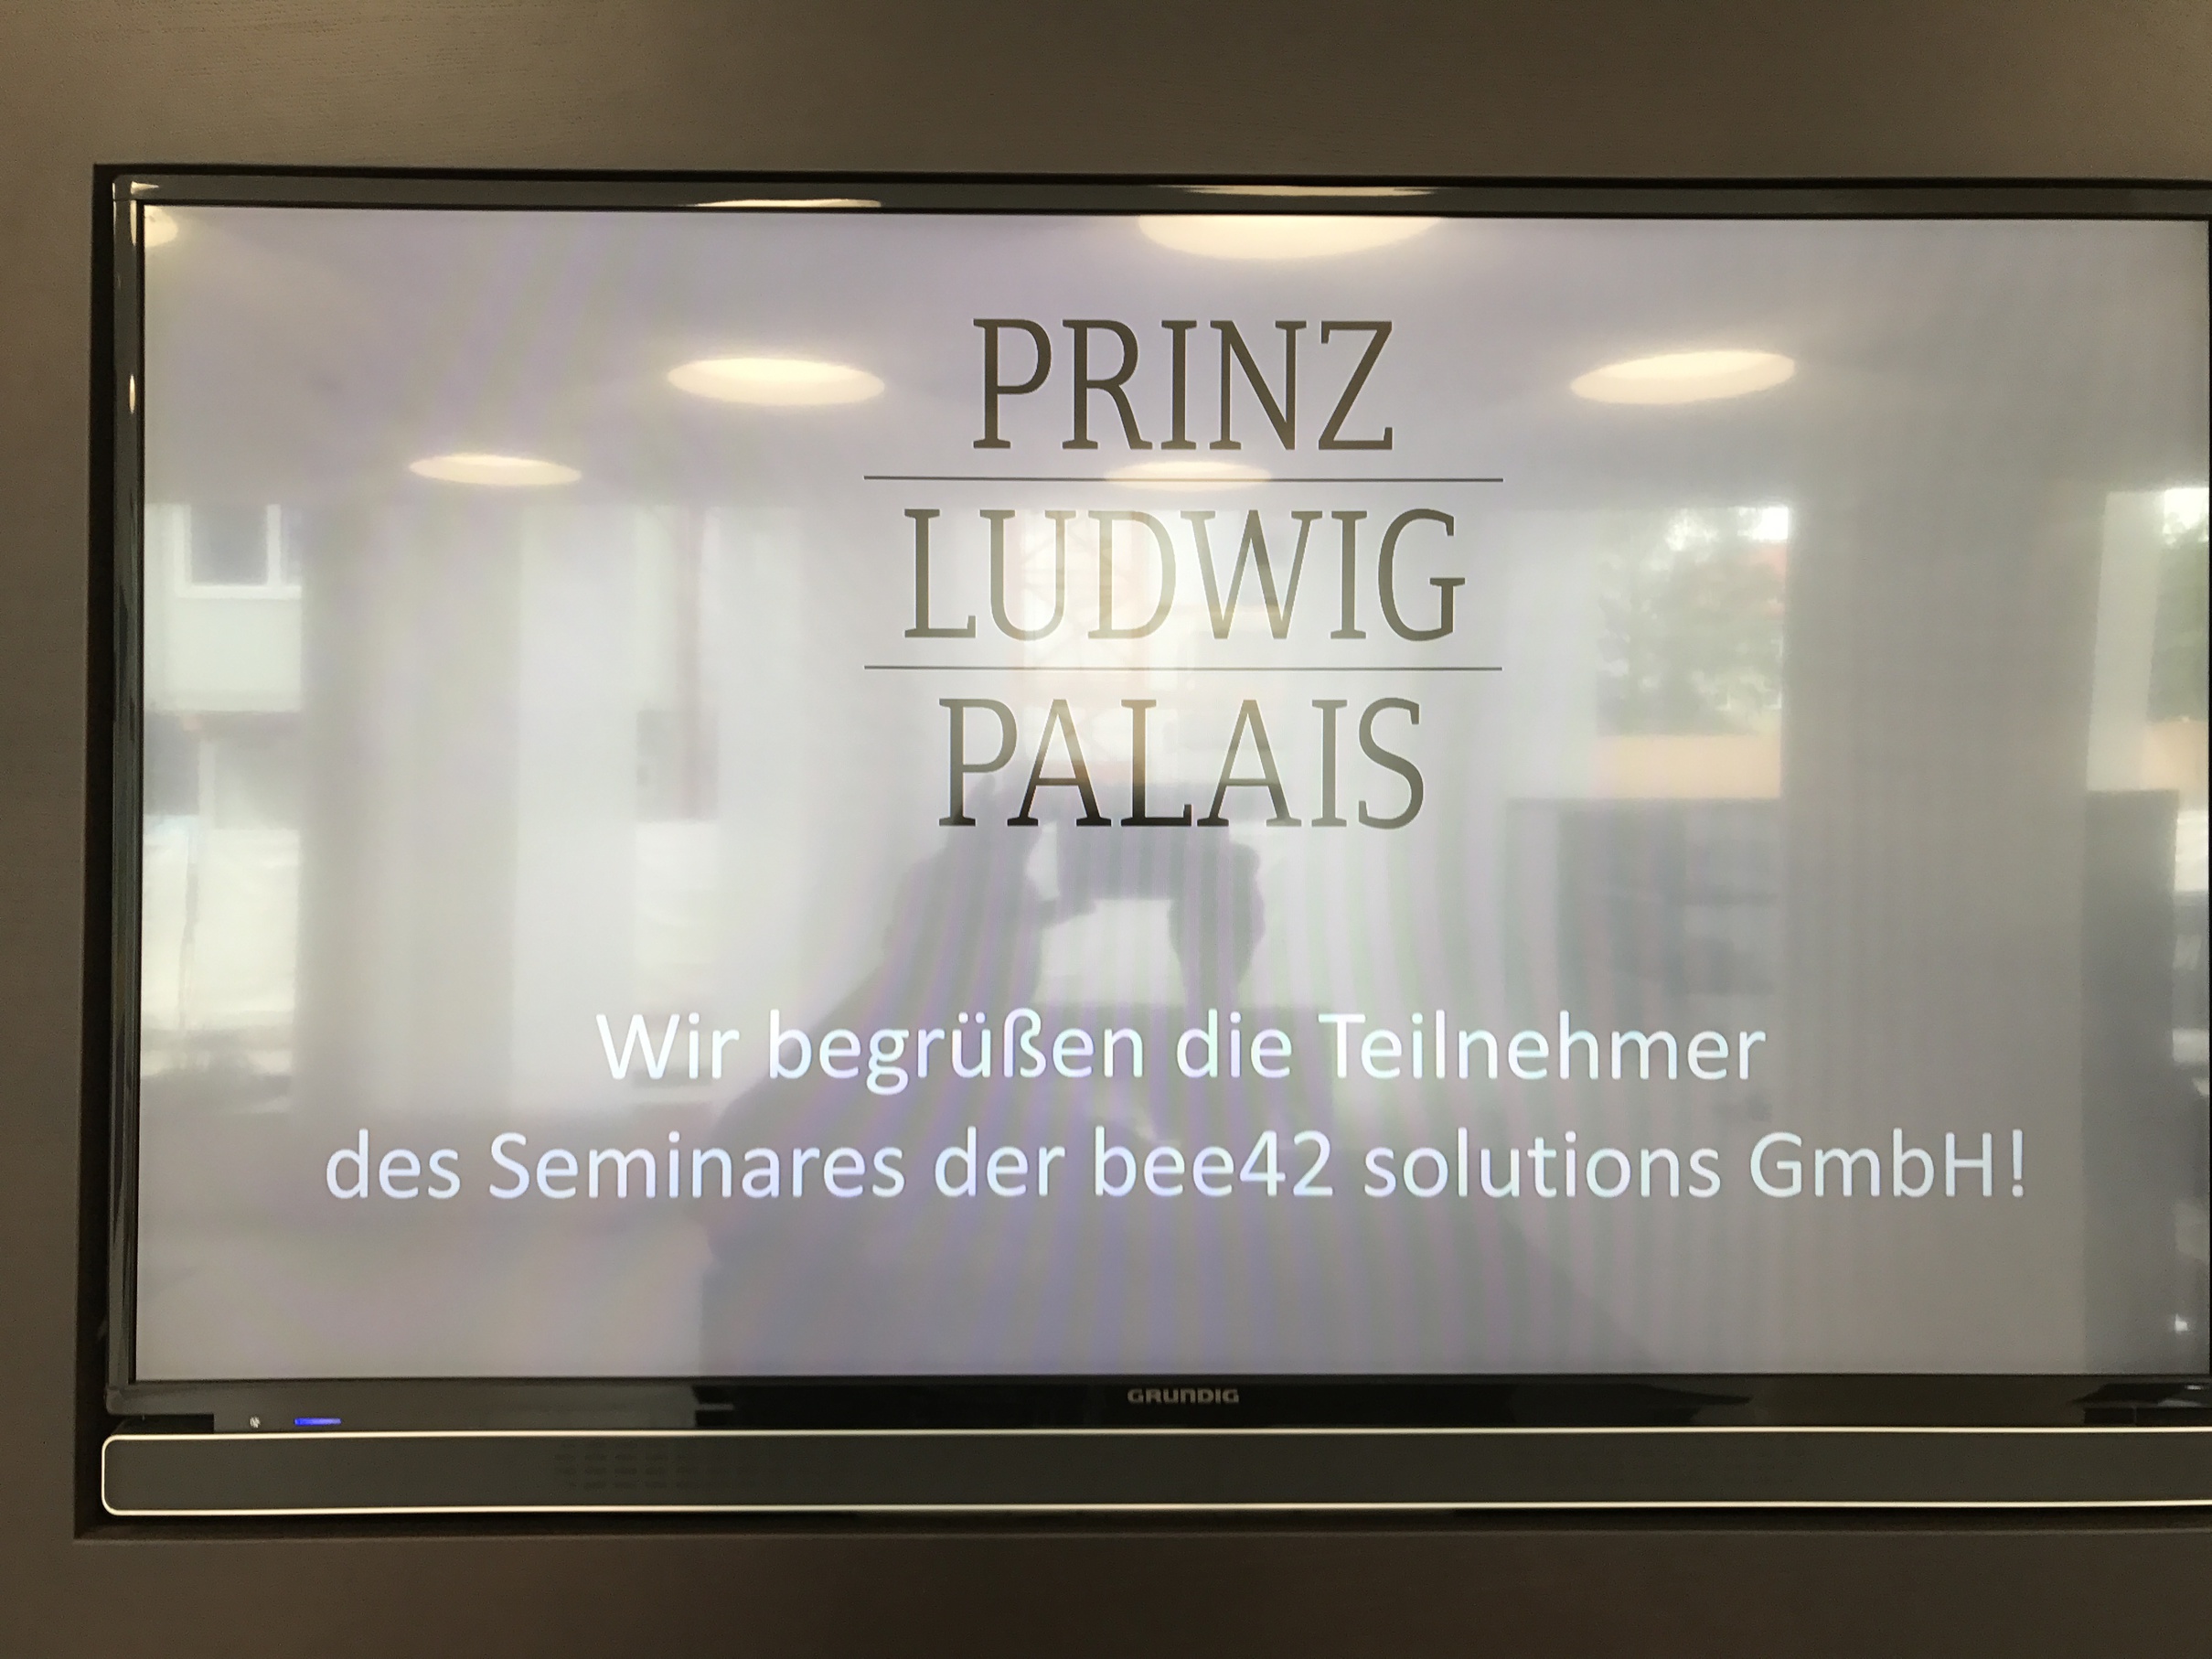 PRINZ
LUDWIG
PALAIS
Wir begrüßen die Teilnehmer
des Seminares der bee42 solutions GmbH!
GRUNDIG